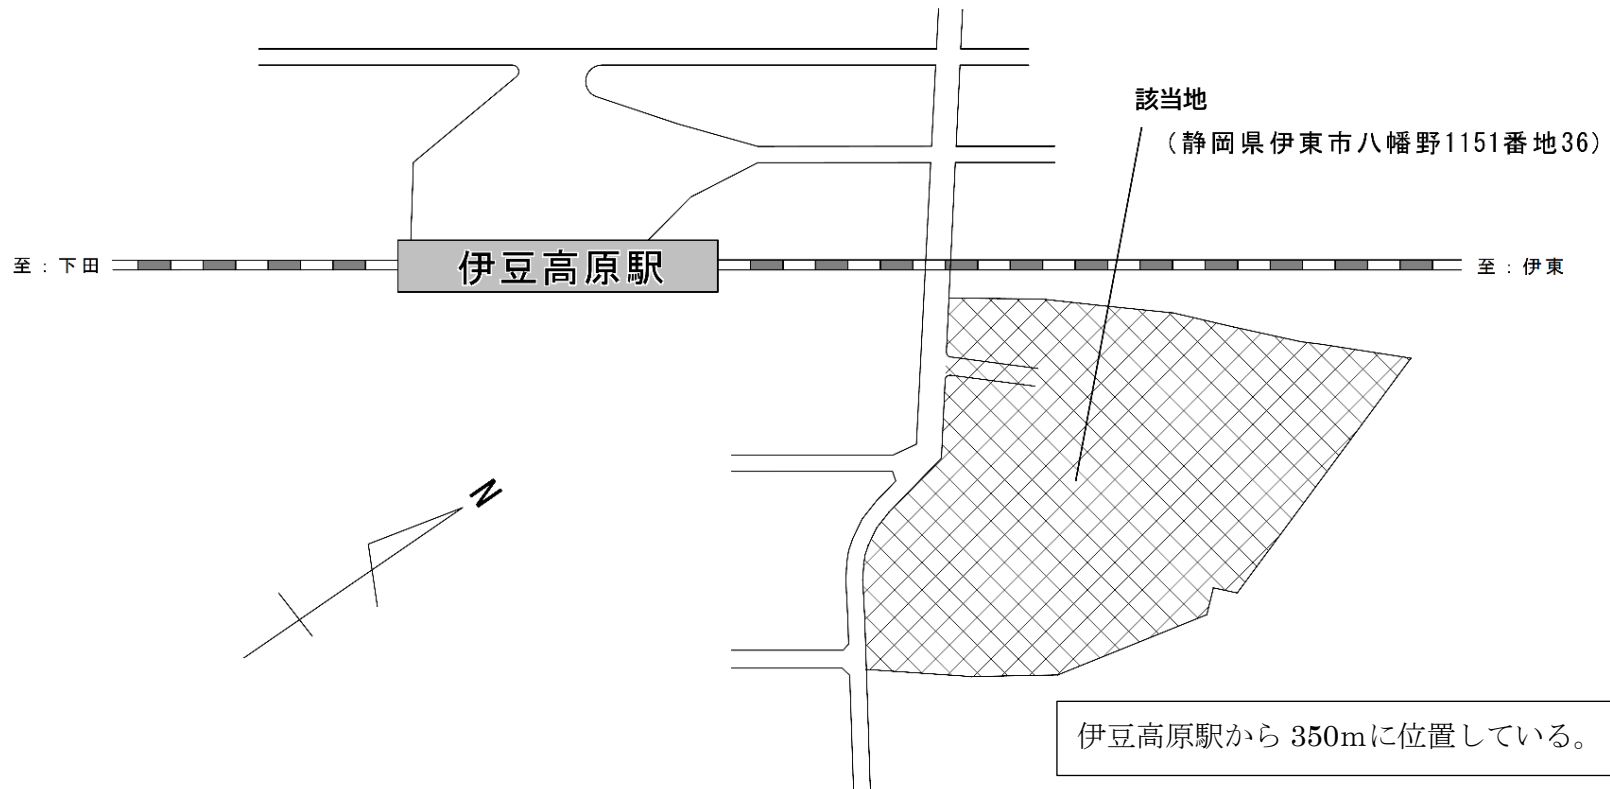 該当地
（静岡県伊東市八幡野1151番地36）
至：下田
伊豆高原駅
至：伊東
N
伊豆高原駅から 350mに位置している。